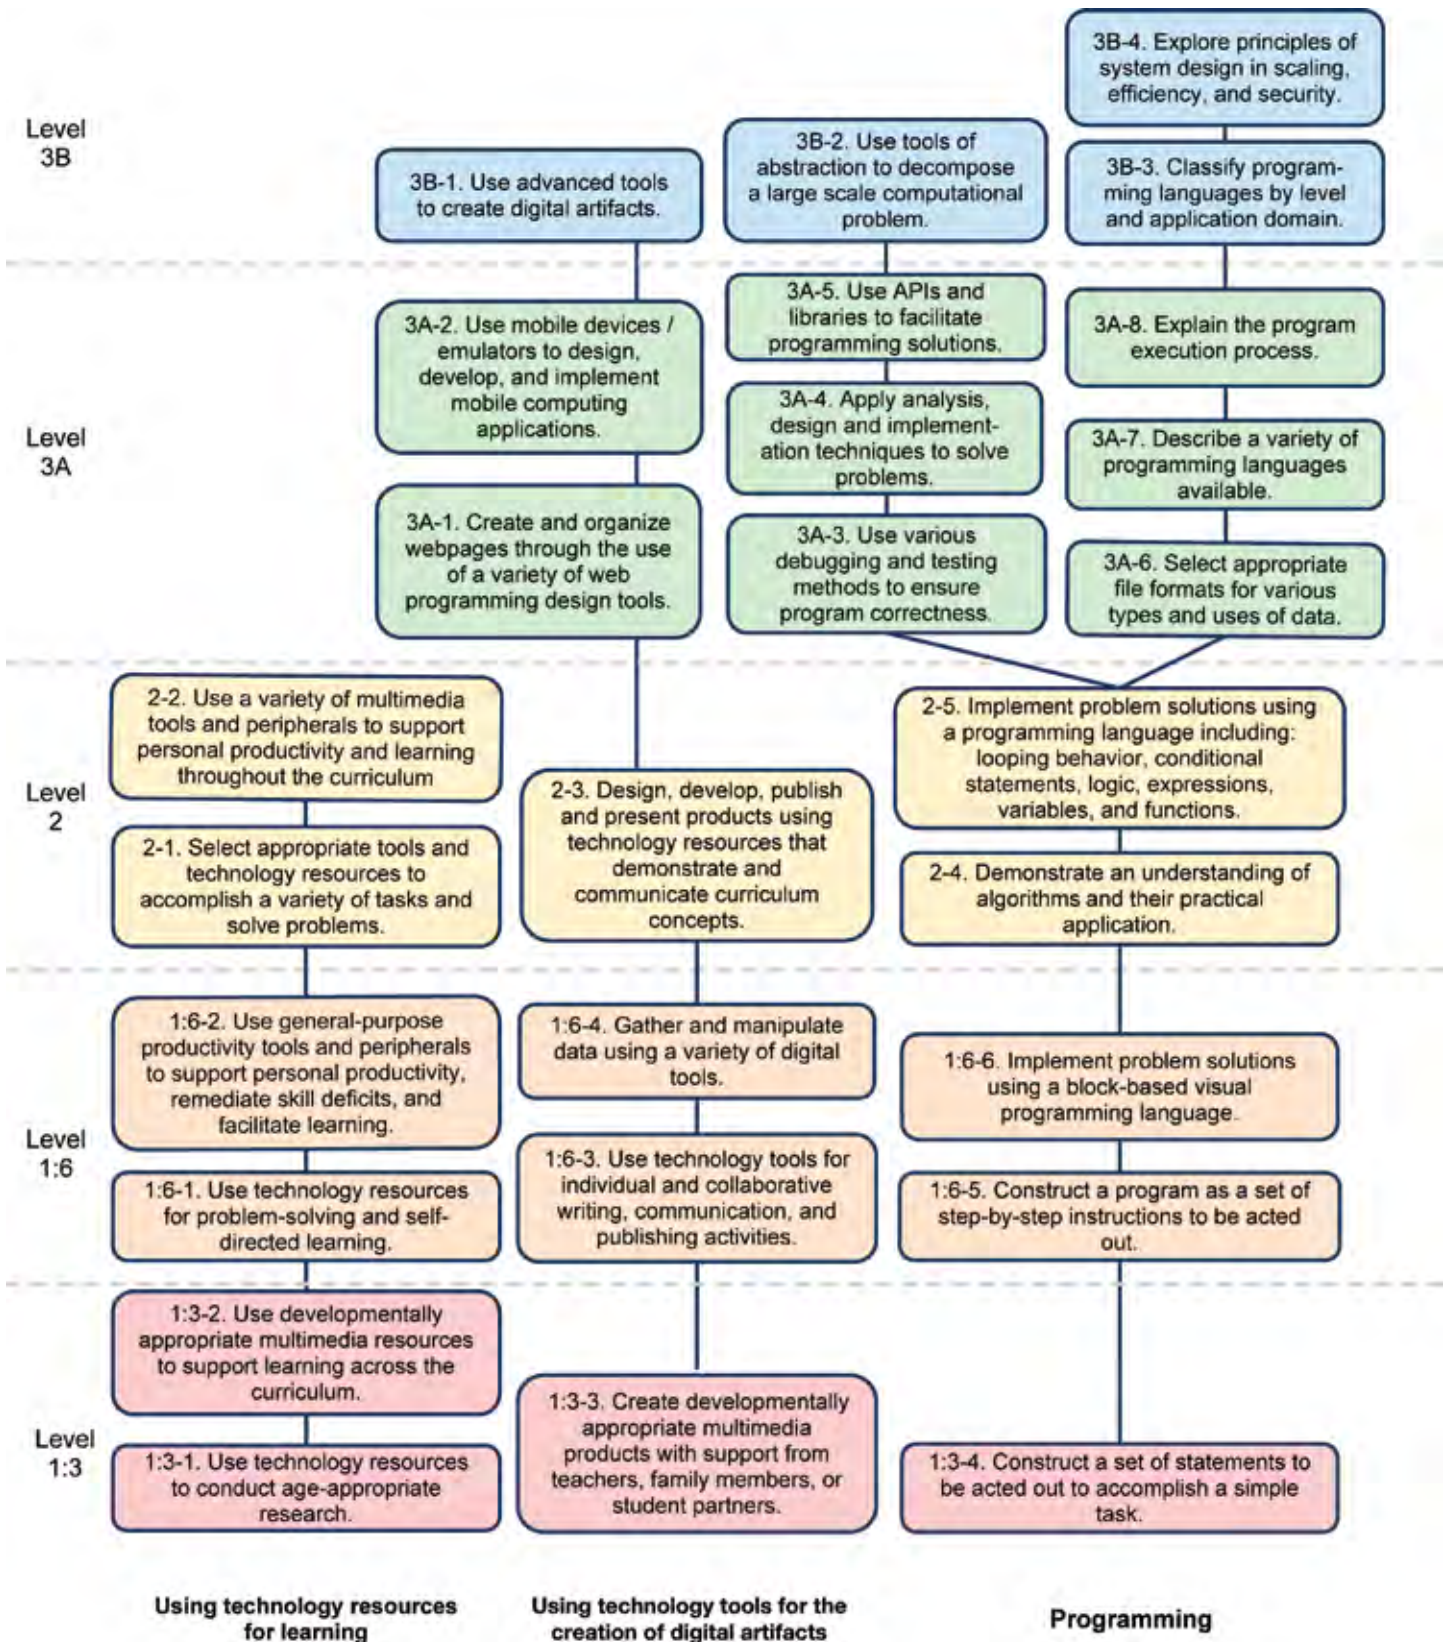 3B-4. Explore principles of
system design in scaling,
efficiency, and security.
Level
3B
3B-1. Use advanced tools
to create digital artifacts.
3B-2. Use tools of
abstraction to decompose
a large scale computational
problem.
3B-3. Classify program-
ming languages by level
and application domain.
Level
3A
3A-2. Use mobile devices /
emulators to design,
develop, and implement
mobile computing
applications.
3A-1. Create and organize
webpages through the use
of a variety of web
programming design tools.
3A-5. Use APIs and
libraries to facilitate
programming solutions.
3A-4. Apply analysis,
design and implement-
ation techniques to solve
problems.
3A-3. Use various
debugging and testing
methods to ensure
program correctness.
3A-8. Explain the program
execution process.
3A-7. Describe a variety of
programming languages
available.
3A-6. Select appropriate
file formats for various
types and uses of data.
Level
2
2-2. Use a variety of multimedia
tools and peripherals to support
personal productivity and learning
throughout the curriculum
2-1. Select appropriate tools and
technology resources to
accomplish a variety of tasks and
solve problems.
2-3. Design, develop, publish
and present products using
technology resources that
demonstrate and
communicate curriculum
concepts.
2-5. Implement problem solutions using
a programming language including:
looping behavior, conditional
statements, logic, expressions,
variables, and functions.
2-4. Demonstrate an understanding of
algorithms and their practical
application.
Level
1:6
1:6-2. Use general-purpose
productivity tools and peripherals
to support personal productivity,
remediate skill deficits, and
facilitate learning.
1:6-1. Use technology resources
for problem-solving and self-
directed learning.
1:6-4. Gather and manipulate
data using a variety of digital
tools.
1:6-3. Use technology tools for
individual and collaborative
writing, communication, and
publishing activities.
1:6-6. Implement problem solutions
using a block-based visual
programming language.
1:6-5. Construct a program as a set of
step-by-step instructions to be acted
out.
Level
1:3
1:3-2. Use developmentally
appropriate multimedia resources
to support learning across the
curriculum.
1:3-1. Use technology resources
to conduct age-appropriate
research.
1:3-3. Create developmentally
appropriate multimedia
products with support from
teachers, family members, or
student partners.
1:3-4. Construct a set of statements to
be acted out to accomplish a simple
task.
Using technology resources
for learning
Using technology tools for the
creation of digital artifacts
Programming